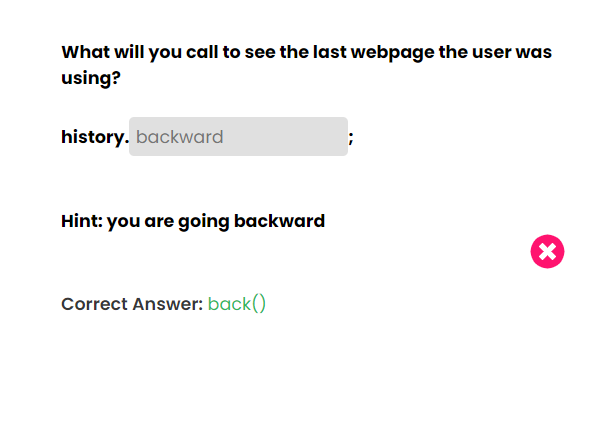 What will you call to see the last webpage the user was
using?
history. backward ;
Hint: you are going backward
Correct Answer: back()